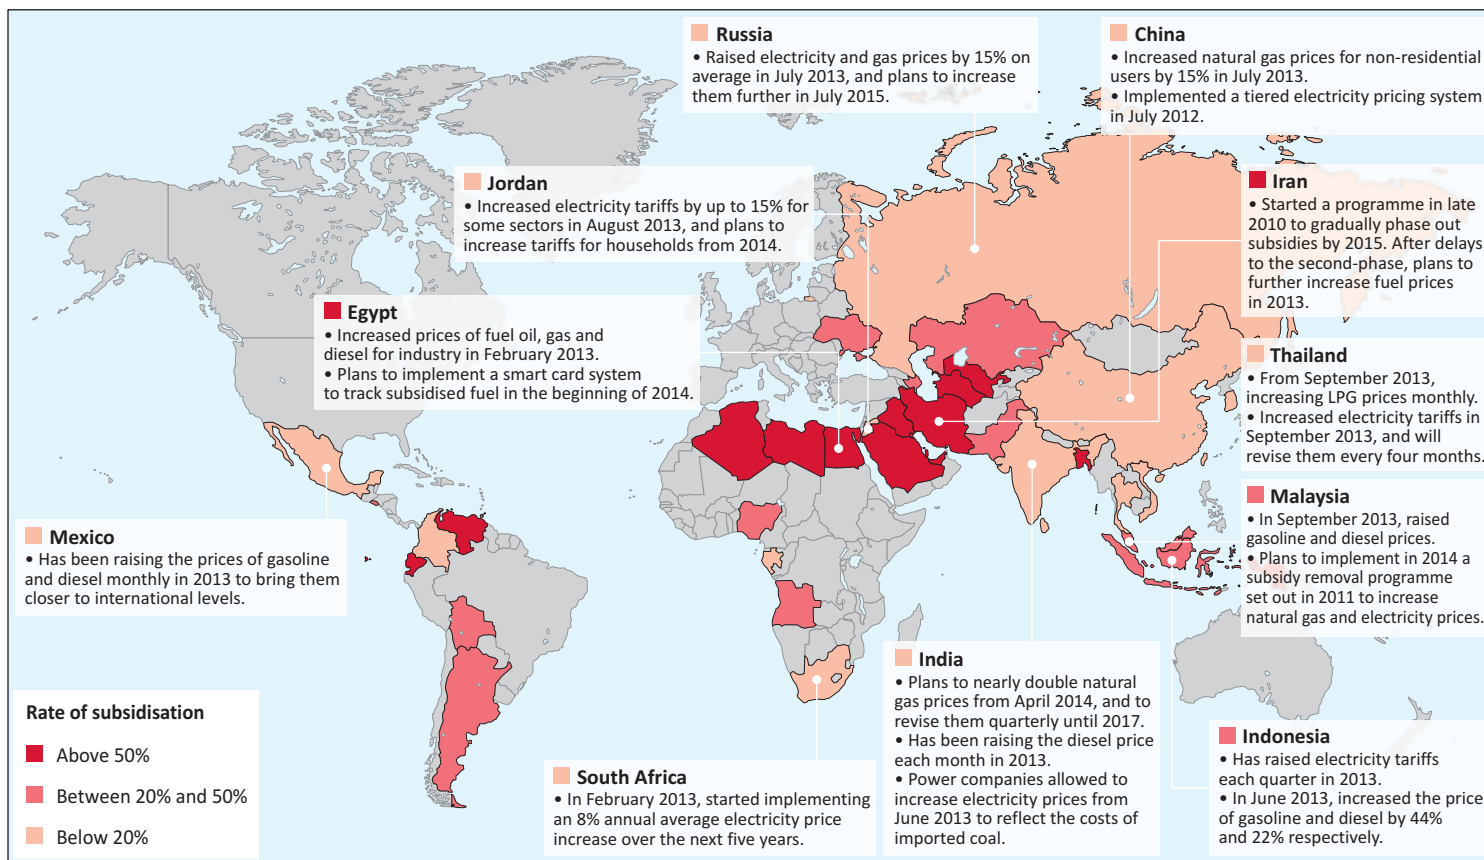 Russia
• Raised electricity and gas prices by 15% on
average in July 2013, and plans to increase
them further in July 2015.
China
• Increased natural gas prices for non-residential
users by 15% in July 2013.
• Implemented a tiered electricity pricing system
in July 2012.
Jordan
• Increased electricity tariffs by up to 15% for
some sectors in August 2013, and plans to
increase tariffs for households from 2014.
Iran
• Started a programme in late
2010 to gradually phase out
subsidies by 2015. After delays
to the second-phase, plans to
further increase fuel prices
in 2013.
Egypt
• Increased prices of fuel oil, gas and
diesel for industry in February 2013.
• Plans to implement a smart card system
to track subsidised fuel in the beginning of 2014.
Thailand
• From September 2013,
increasing LPG prices monthly.
• Increased electricity tariffs in
September 2013, and will
revise them every four months.
Mexico
• Has been raising the prices of gasoline
and diesel monthly in 2013 to bring them
closer to international levels.
Malaysia
• In September 2013, raised
gasoline and diesel prices.
• Plans to implement in 2014 a
subsidy removal programme
set out in 2011 to increase
natural gas and electricity prices.
India
• Plans to nearly double natural
gas prices from April 2014, and to
revise them quarterly until 2017.
• Has been raising the diesel price
each month in 2013.
• Power companies allowed to
increase electricity prices from
June 2013 to reflect the costs of
imported coal.
Indonesia
• Has raised electricity tariffs
each quarter in 2013.
• In June 2013, increased the price
of gasoline and diesel by 44%
and 22% respectively.
South Africa
• In February 2013, started implementing
an 8% annual average electricity price
increase over the next five years.
Rate of subsidisation
Above 50%
Between 20% and 50%
Below 20%